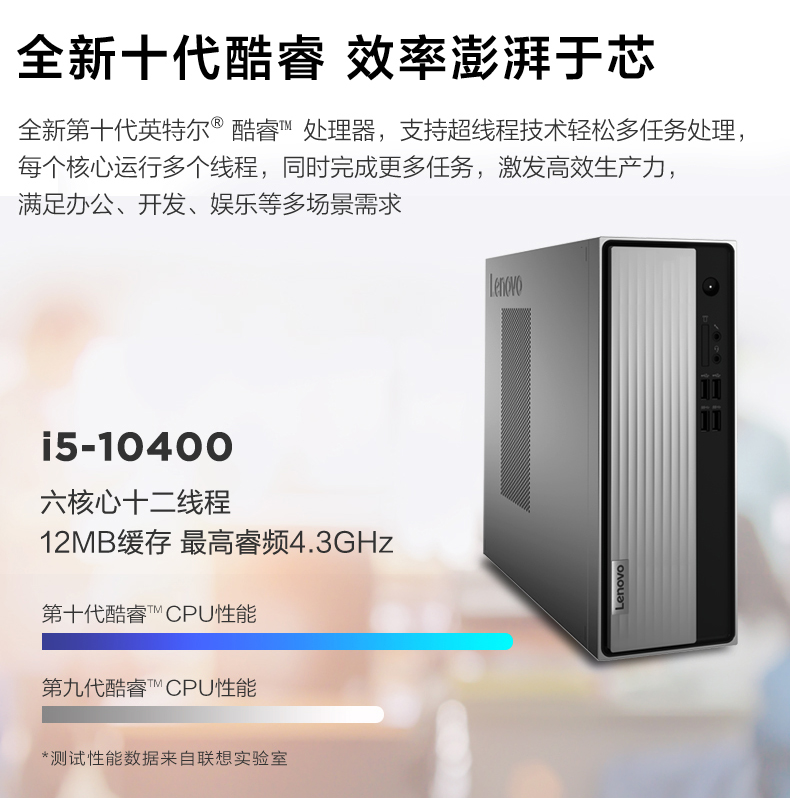 全新十代酷睿 效率澎湃于芯
全新第十代英特尔® 酷睿™ 处理器，支持超线程技术轻松多任务处理，
每个核心运行多个线程，同时完成更多任务，激发高效生产力，
满足办公、开发、娱乐等多场景需求
Lenovo
i5-10400
六核心十二线程
12MB缓存 最高睿频4.3GHz
Lenovo
第十代酷睿™ CPU性能
第九代酷睿™ CPU性能
*测试性能数据来自联想实验室